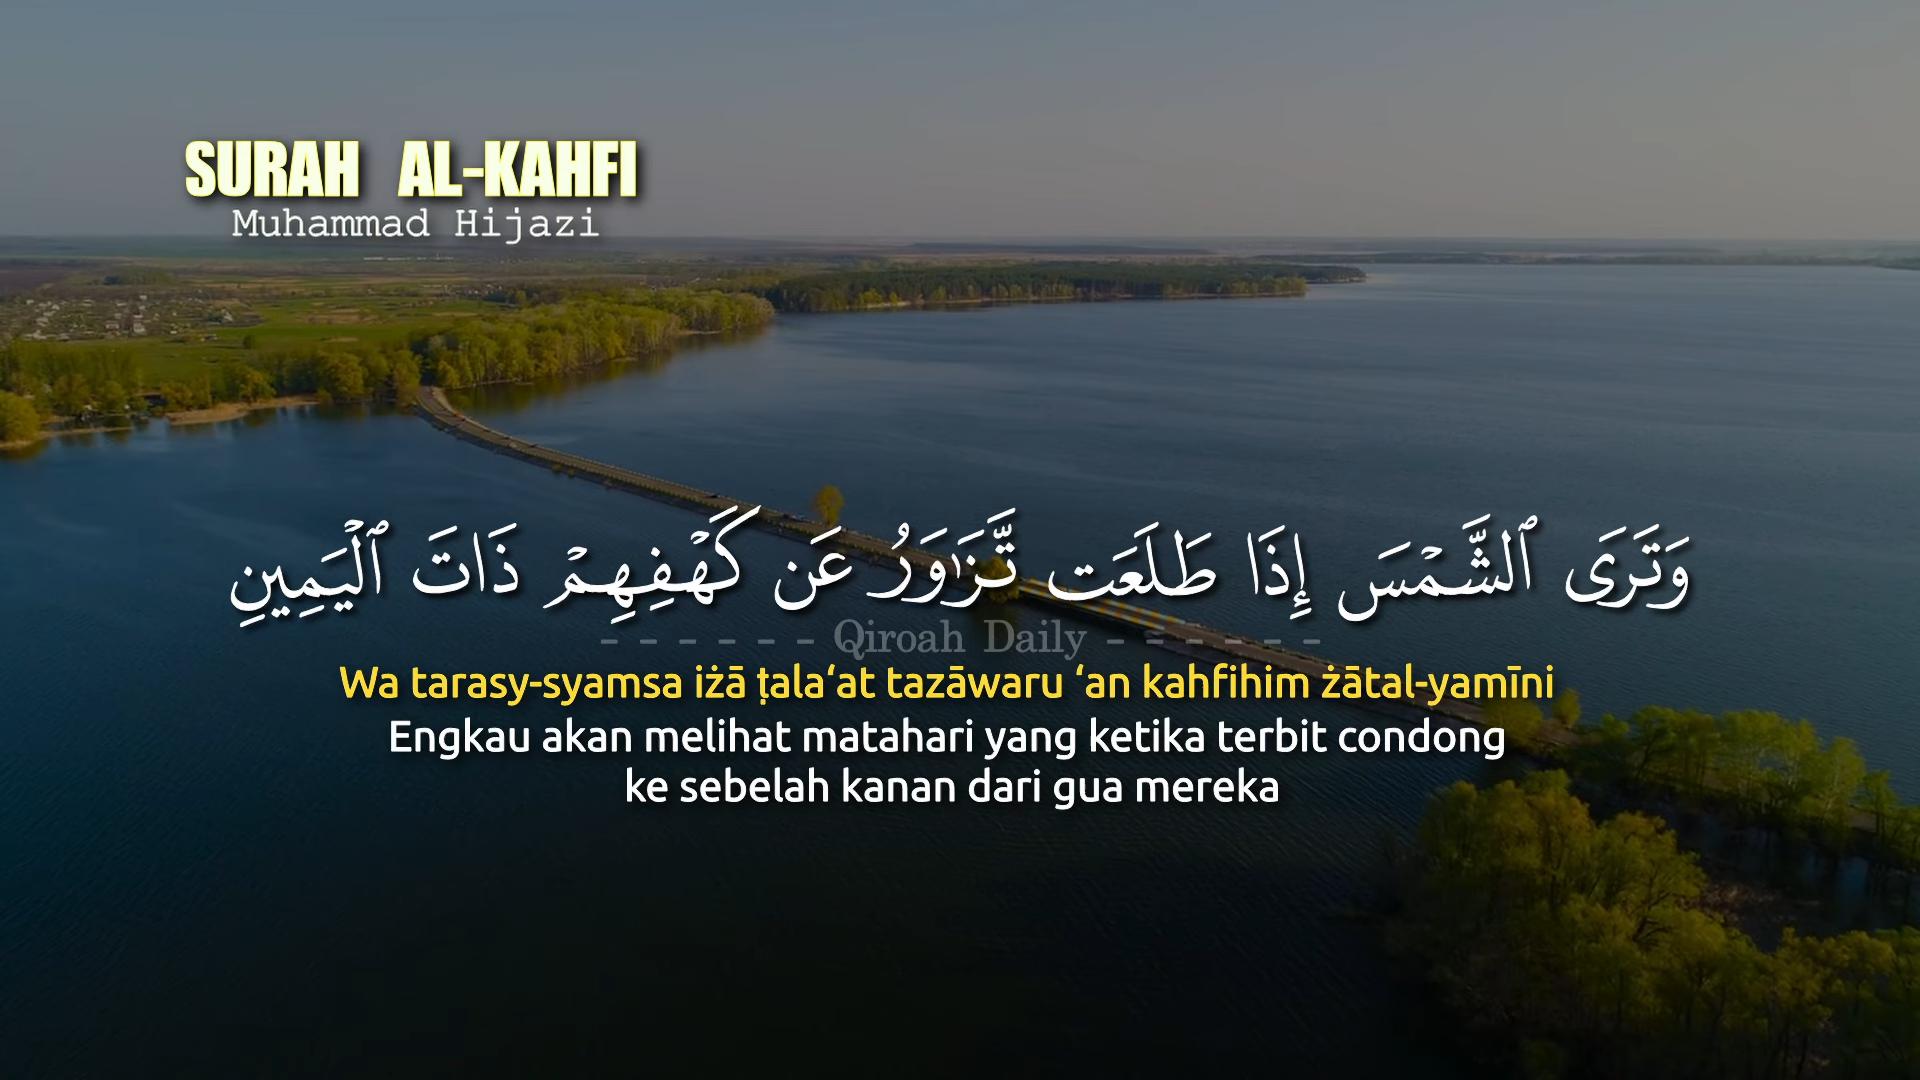 SURAH AL-KAHFI
Muhammad Hijazi
وَتَرَى ٱلشَّمْسَ إِذَا طَلَعَت تَّزَٰوَرُ عَن كَهْفِهِمْ ذَاتَ ٱلْيَمِينِ
- - - - - - Qiroah Daily - - - - - -
Wa tarasy-syamsa iżā ṭala‘at tazāwaru ‘an kahfihim żātal-yamīni
Engkau akan melihat matahari yang ketika terbit condong
ke sebelah kanan dari gua mereka